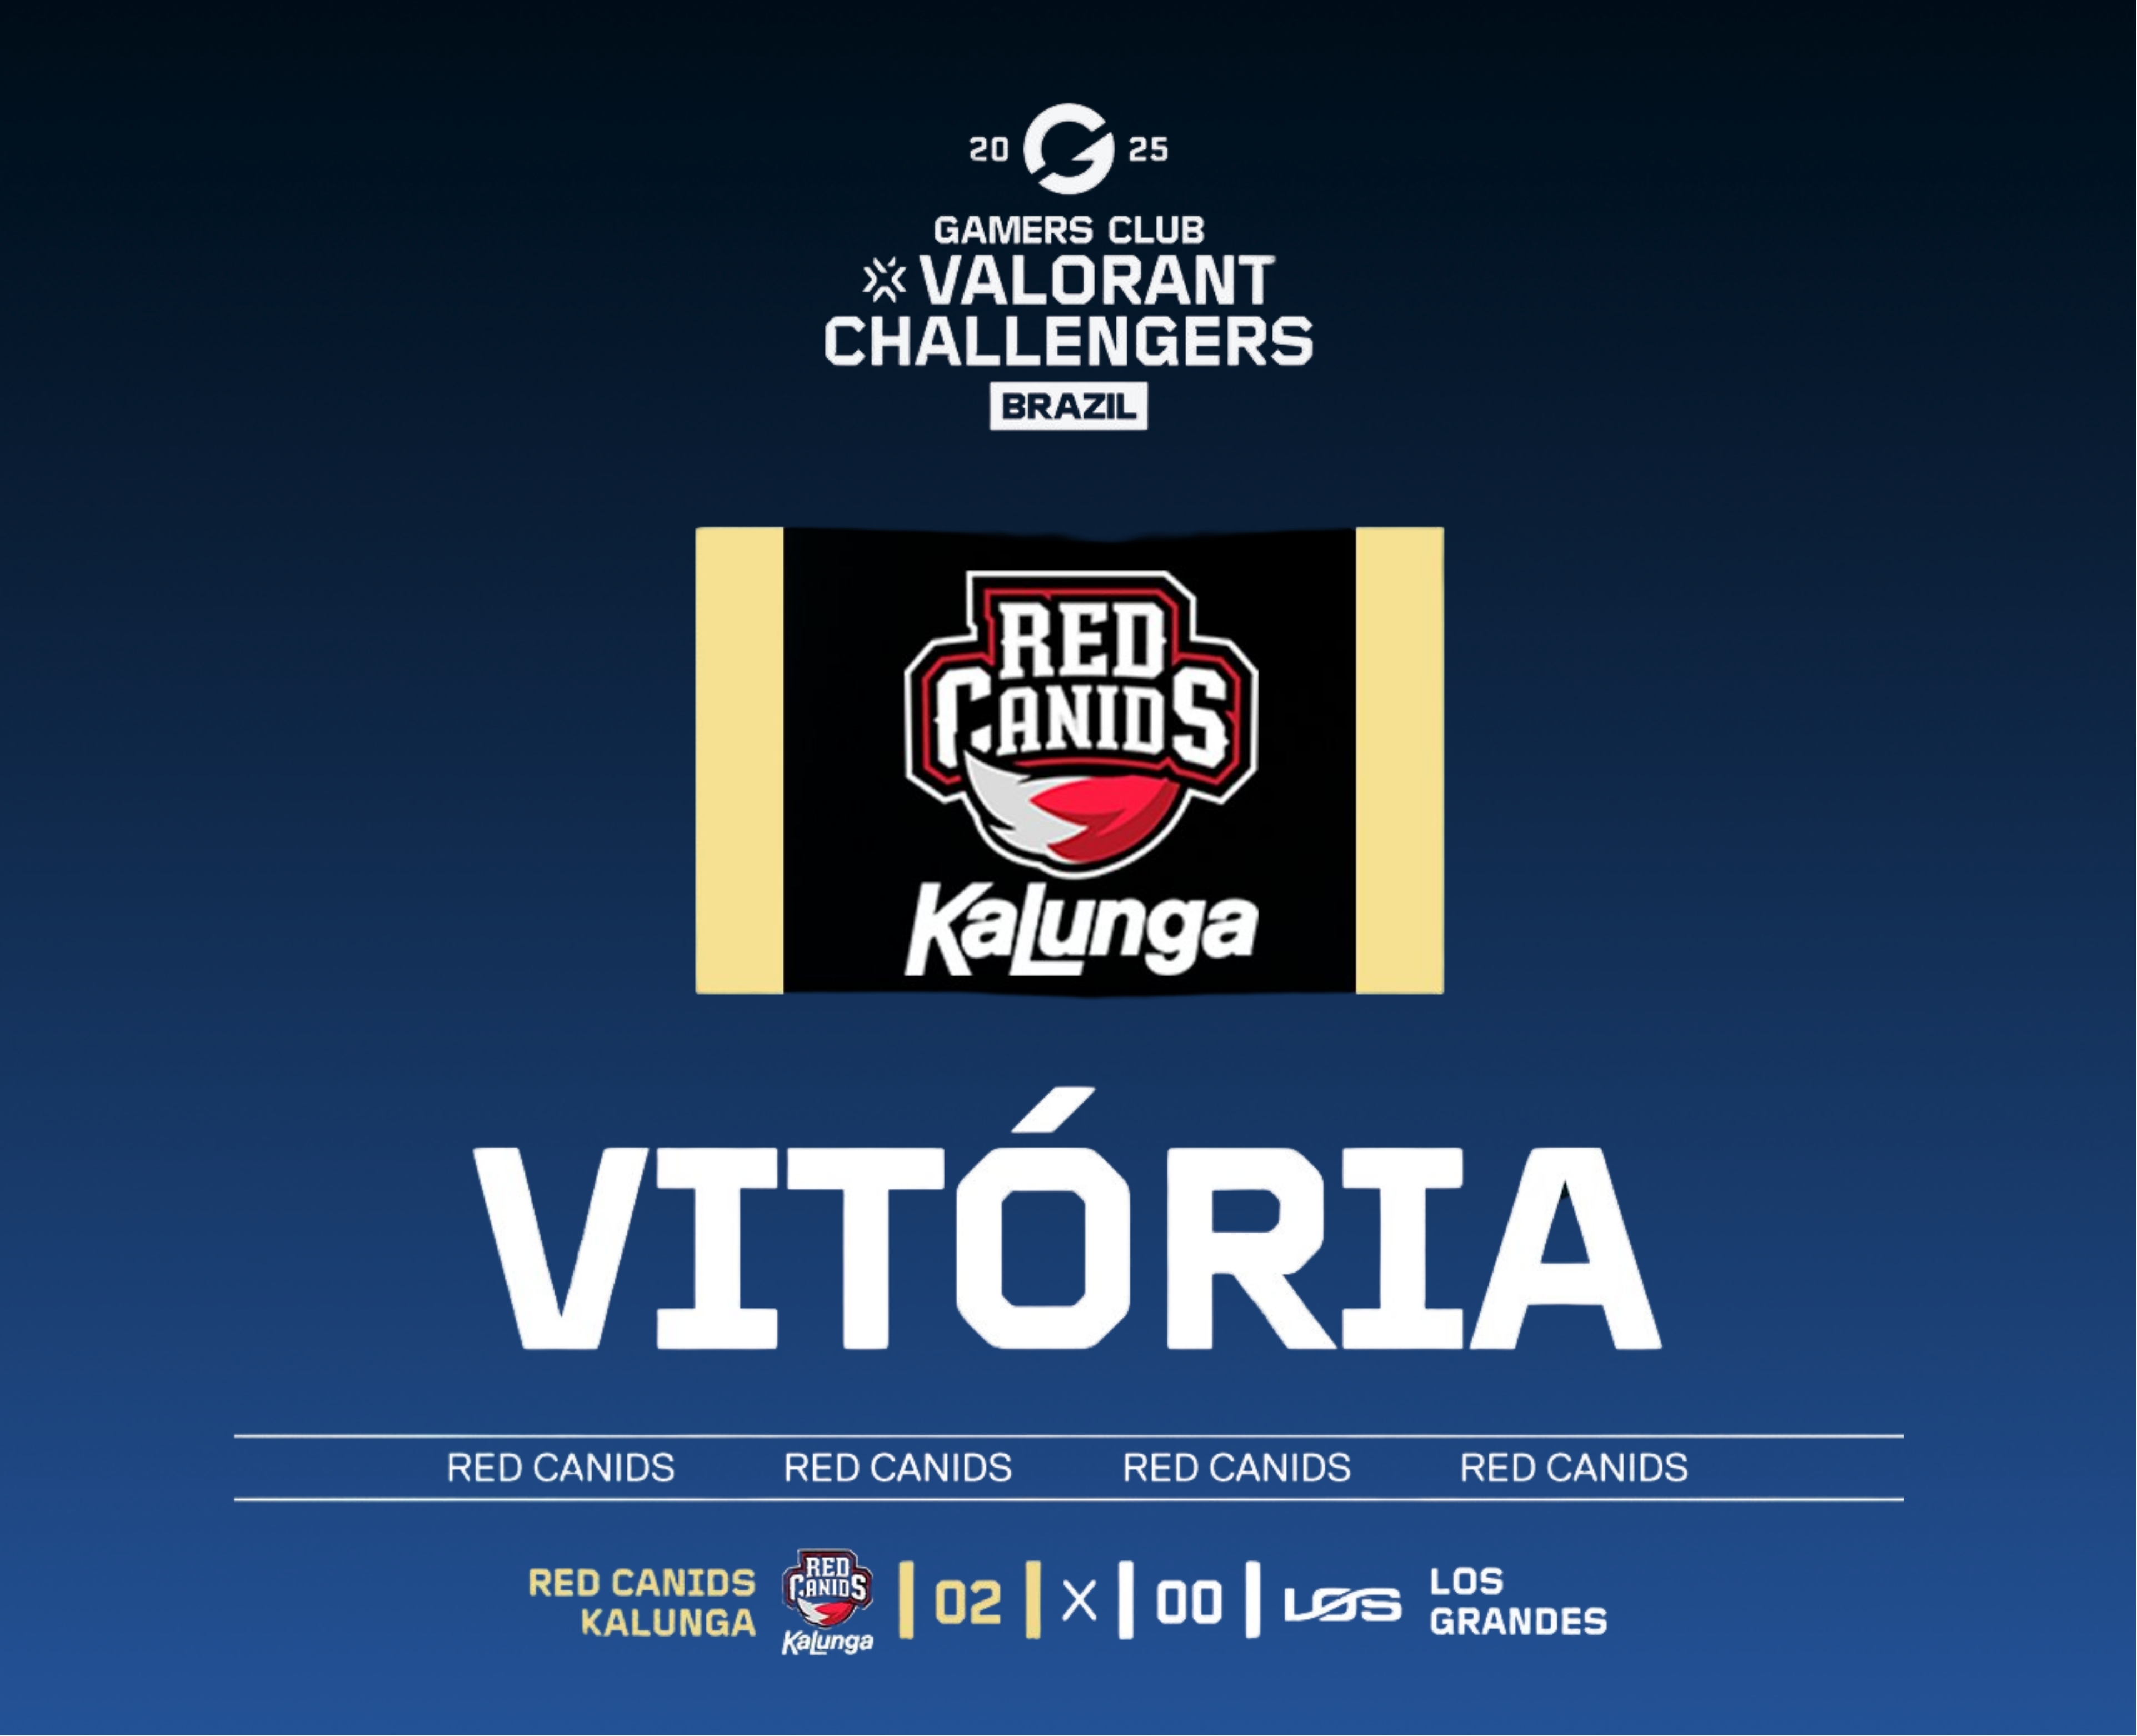 20 25
GAMERS CLUB
VALORANT
CHALLENGERS
BRAZIL
RED
CANIDS
Kalunga
VITÓRIA
RED CANIDS RED CANIDS RED CANIDS RED CANIDS
RED CANIDS
KALUNGA
RED
CANIDS
Kalunga
02 X 00
LOS
LOS
GRANDES